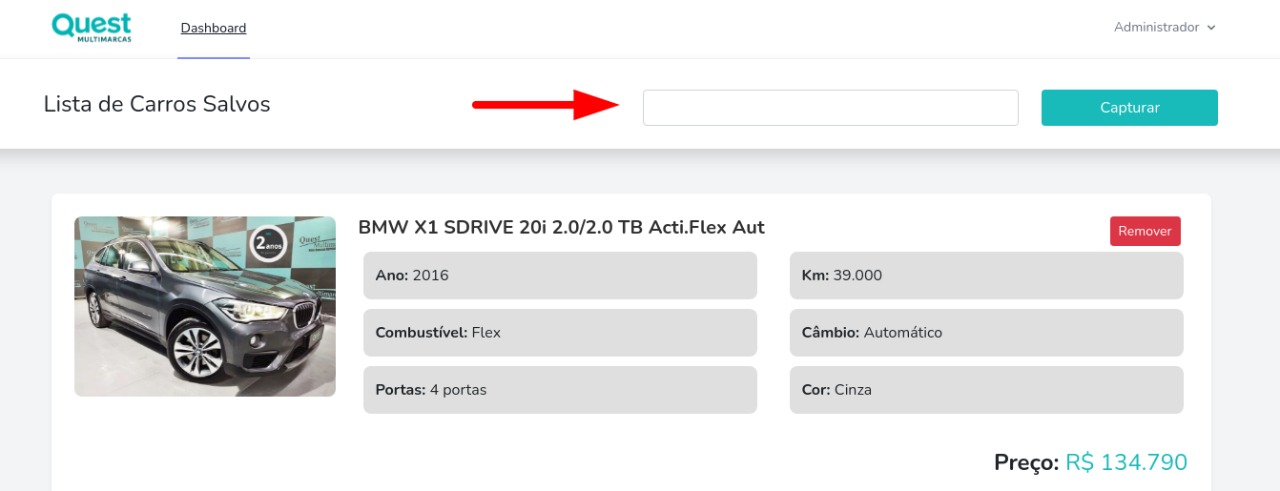 Quest
MULTIMARCAS
Dashboard
Administrador
Lista de Carros Salvos
Capturar
BMW X1 SDRIVE 20i 2.0/2.0 TB Acti.Flex Aut
Remover
2 anos
Quest
Ano: 2016
Km: 39.000
Combustível: Flex
Câmbio: Automático
Portas: 4 portas
Cor: Cinza
Preço: R$ 134.790